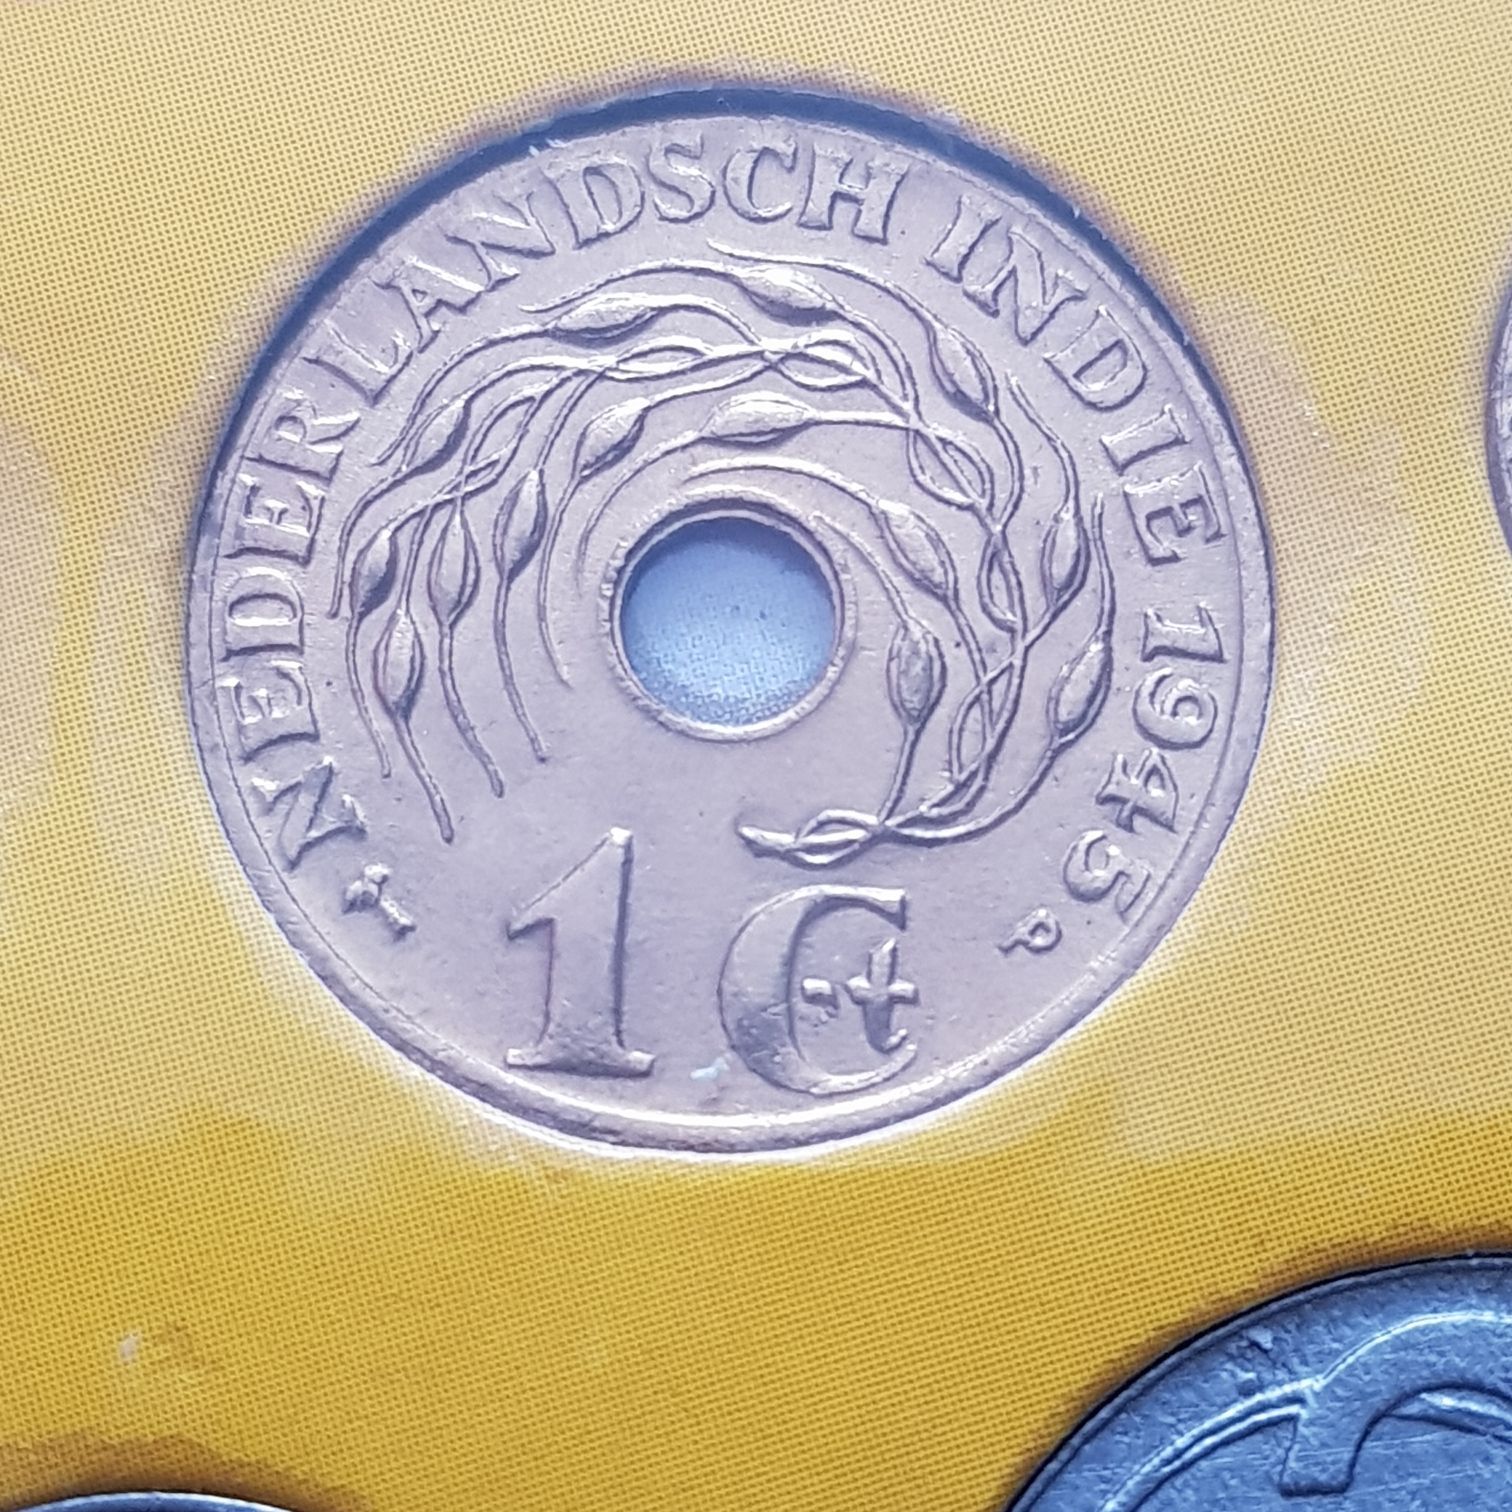 NEDERLANDSCH INDIE 1945
P
1 Ct